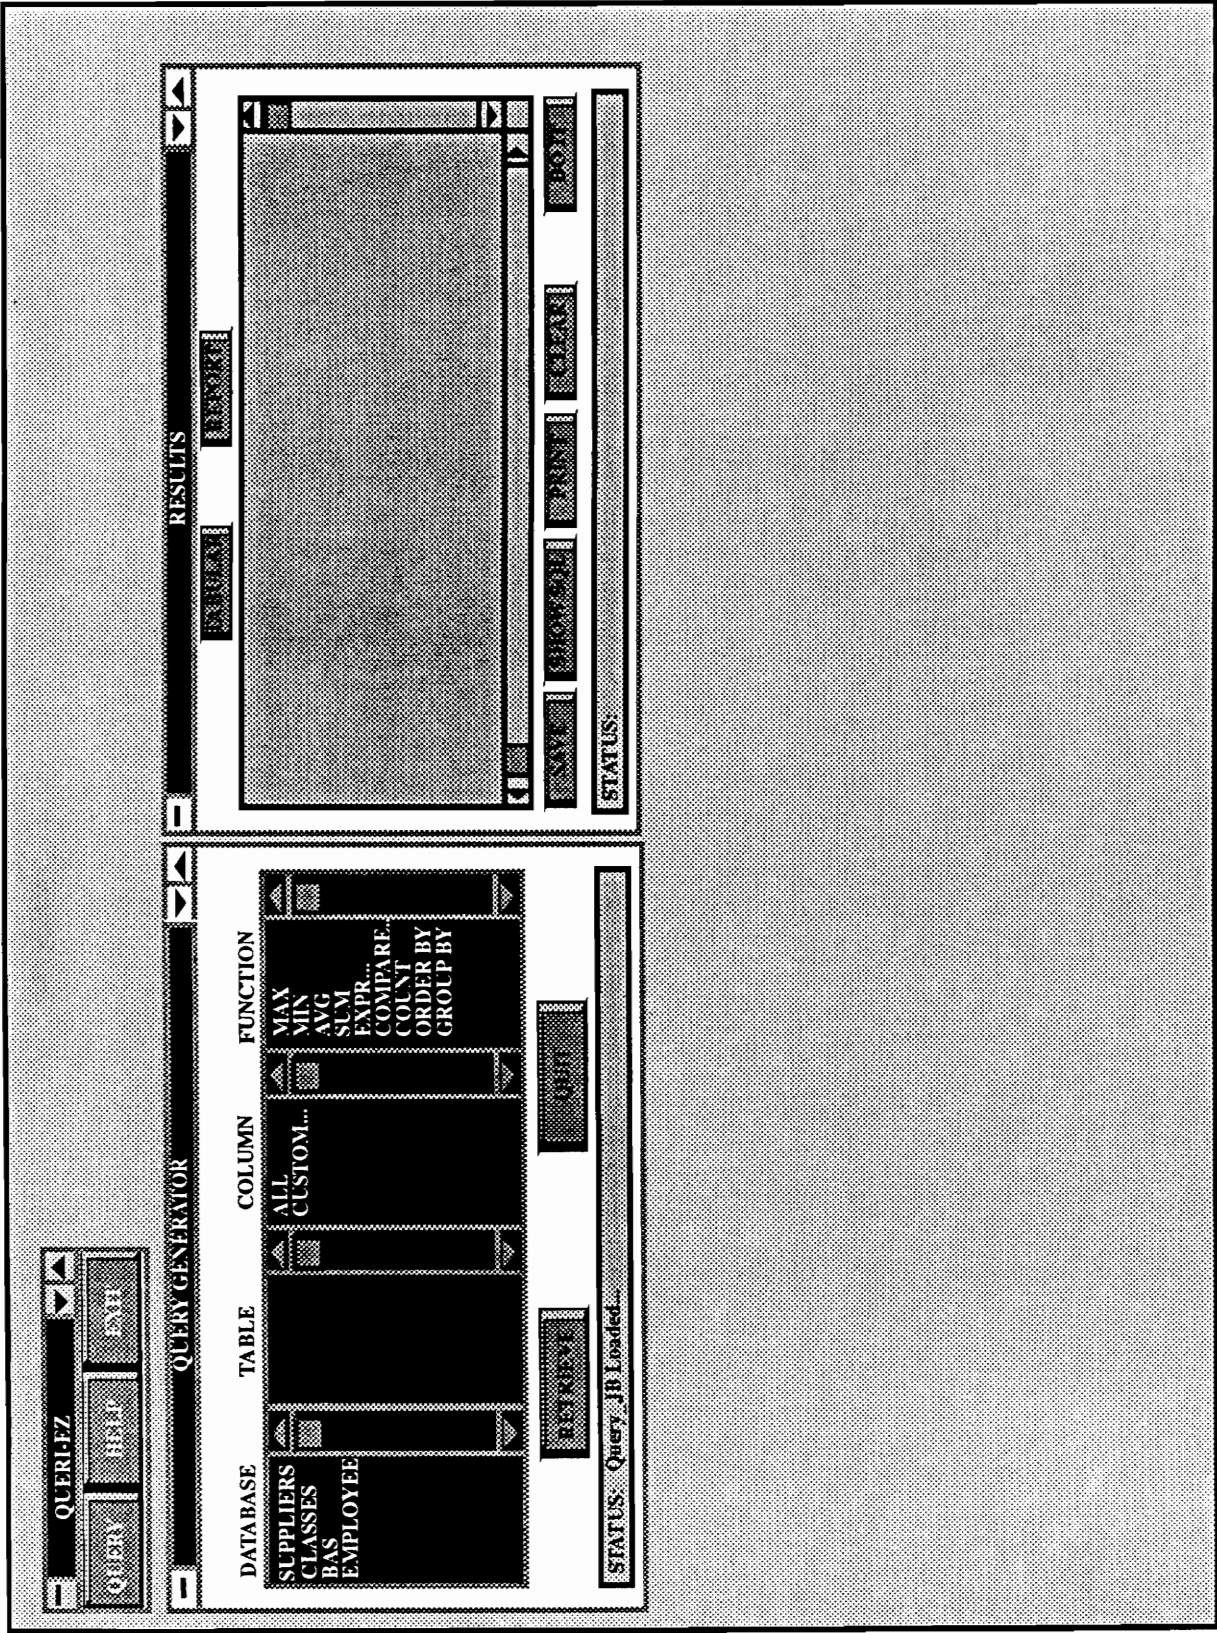 QUERI-EZ
QUERY HELP EXIT
QUERY GENERATOR
DATABASE TABLE COLUMN FUNCTION
SUPPLIERS
CLASSES
BAS
EMPLOYEE
ALL
CUSTOM...
MAX
MIN
AVG
SUM
EXPR...
COMPARE..
COUNT
ORDER BY
GROUP BY
RETRIEVE QUIT
STATUS: Query_JB Loaded...
RESULTS
TABULAR REPORT
SAVE SHOW SQL PRINT CLEAR DO IT
STATUS: